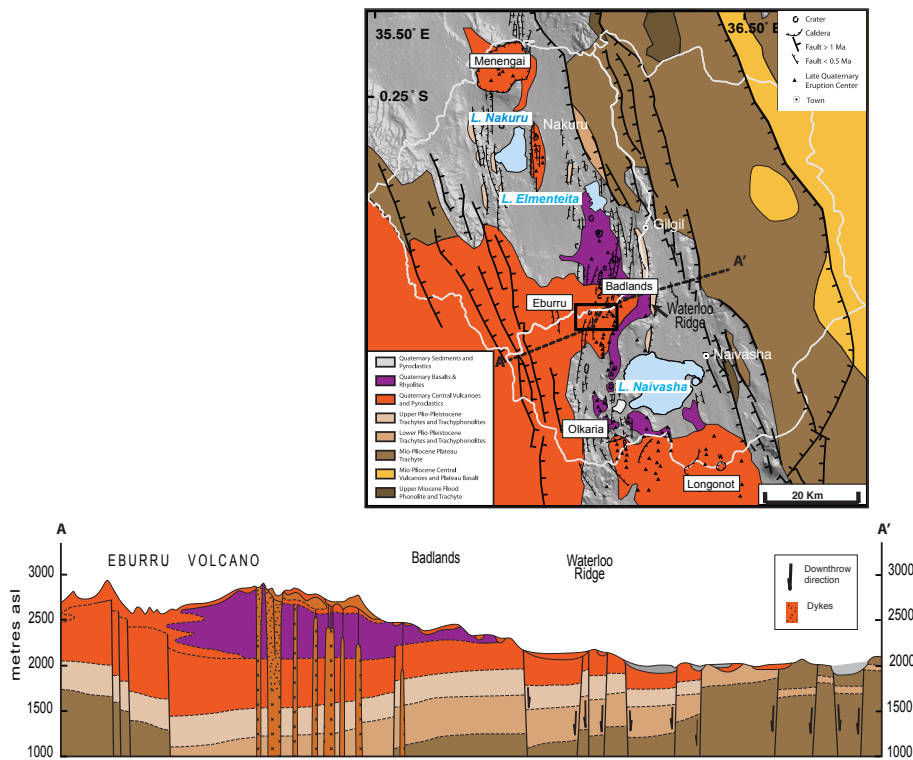 35.50° E
36.50° E
0.25° S
Crater
Caldera
Fault > 1 Ma
Fault < 0.5 Ma
Late Quaternary
Eruption Center
Town
Menengai
L. Nakuru
Nakuru
L. Elmenteita
Gilgil
A'
Badlands
Eburru
Waterloo
Ridge
A
Naivasha
L. Naivasha
Olkaria
Longonot
20 Km
Quaternary Sediments and
Pyroclastics
Quaternary Basalts &
Rhyolites
Quaternary Central Vulcanoes
and Pyroclastics
Upper Plio-Pleistocene
Trachytes and Trachyphonolites
Lower Plio-Pleistocene
Trachytes and Trachyphonolites
Mio-Pliocene Plateau
Trachyte
Mio-Pliocene Central
Vulcanoes and Plateau Basalt
Upper Miocene Flood
Phonolite and Trachyte
A
A'
EBURRU VOLCANO
Badlands
Waterloo
Ridge
metres asl
3000
2500
2000
1500
1000
3000
2500
2000
1500
1000
Downthrow
direction
Dykes